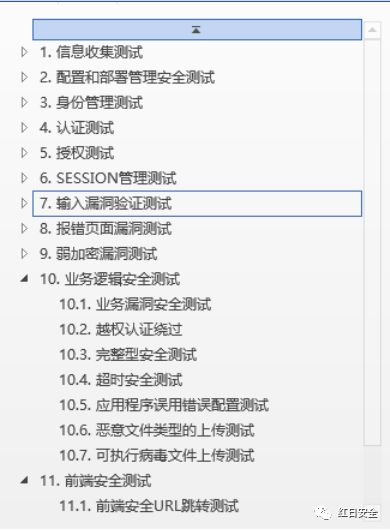 1. 信息收集测试
2. 配置和部署管理安全测试
3. 身份管理测试
4. 认证测试
5. 授权测试
6. SESSION管理测试
7. 输入漏洞验证测试
8. 报错页面漏洞测试
9. 弱加密漏洞测试
10. 业务逻辑安全测试
10.1. 业务漏洞安全测试
10.2. 越权认证绕过
10.3. 完整型安全测试
10.4. 超时安全测试
10.5. 应用程序误用错误配置测试
10.6. 恶意文件类型的上传测试
10.7. 可执行病毒文件上传测试
11. 前端安全测试
11.1. 前端安全URL跳转测试
红日安全